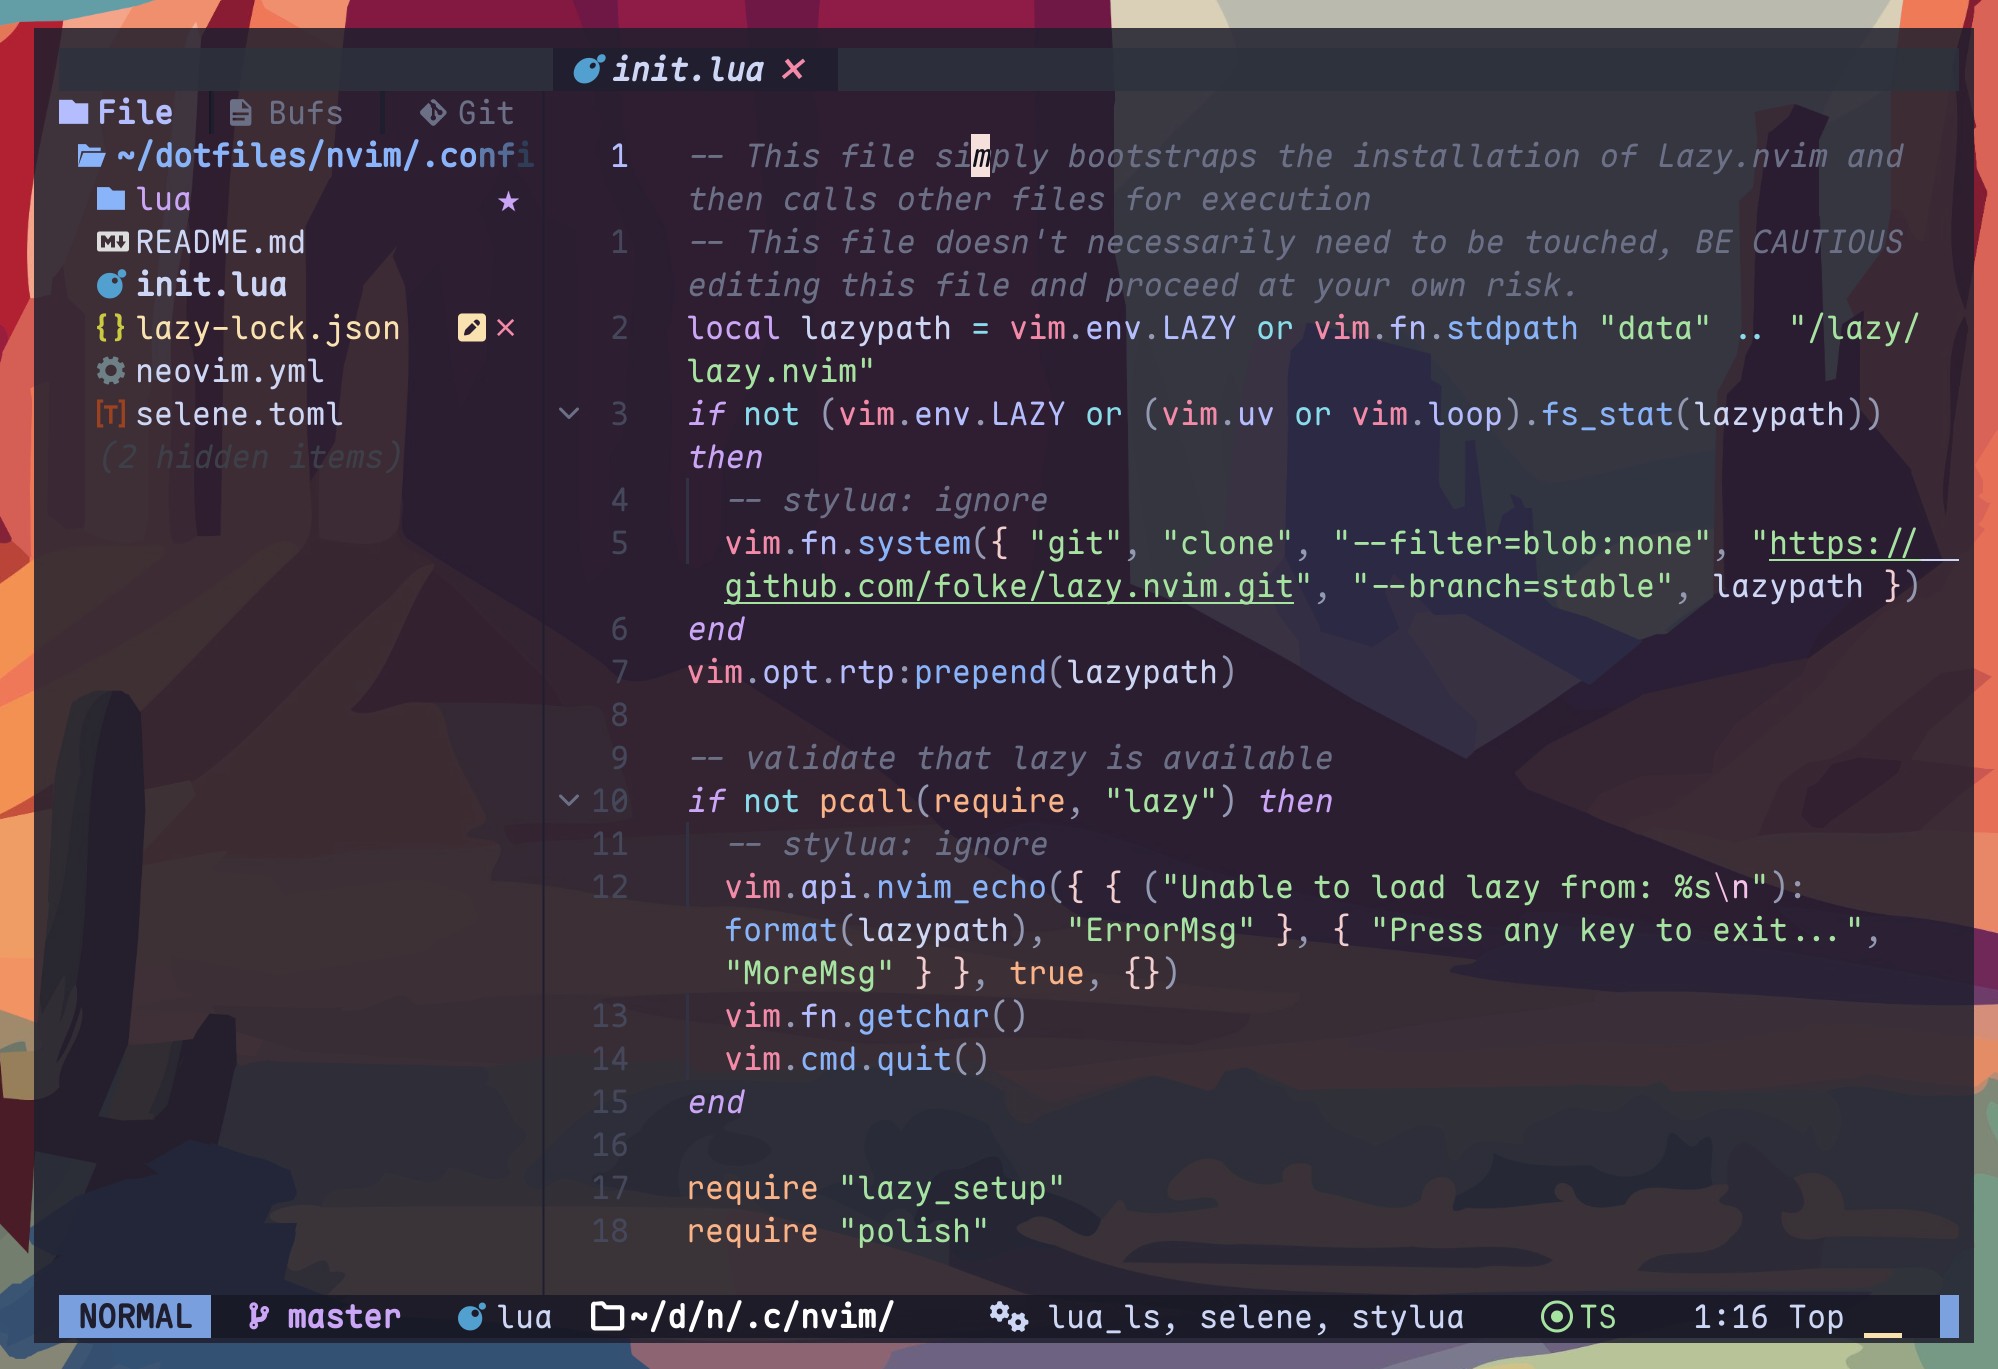 init.lua ✕
File Bufs Git
~/dotfiles/nvim/.confi
lua ★
README.md
init.lua
{} lazy-lock.json ✕
neovim.yml
[T] selene.toml
(2 hidden items)
1 -- This file simply bootstraps the installation of Lazy.nvim and
then calls other files for execution
1 -- This file doesn't necessarily need to be touched, BE CAUTIOUS
editing this file and proceed at your own risk.
2 local lazypath = vim.env.LAZY or vim.fn.stdpath "data" .. "/lazy/
lazy.nvim"
3 if not (vim.env.LAZY or (vim.uv or vim.loop).fs_stat(lazypath))
then
4 -- stylua: ignore
5 vim.fn.system({ "git", "clone", "--filter=blob:none", "https://
github.com/folke/lazy.nvim.git", "--branch=stable", lazypath })
6 end
7 vim.opt.rtp:prepend(lazypath)
8
9 -- validate that lazy is available
10 if not pcall(require, "lazy") then
11 -- stylua: ignore
12 vim.api.nvim_echo({ { ("Unable to load lazy from: %s\n"):
format(lazypath), "ErrorMsg" }, { "Press any key to exit...",
"MoreMsg" } }, true, {})
13 vim.fn.getchar()
14 vim.cmd.quit()
15 end
16
17 require "lazy_setup"
18 require "polish"
NORMAL master lua ~/d/n/.c/nvim/ lua_ls, selene, stylua TS 1:16 Top